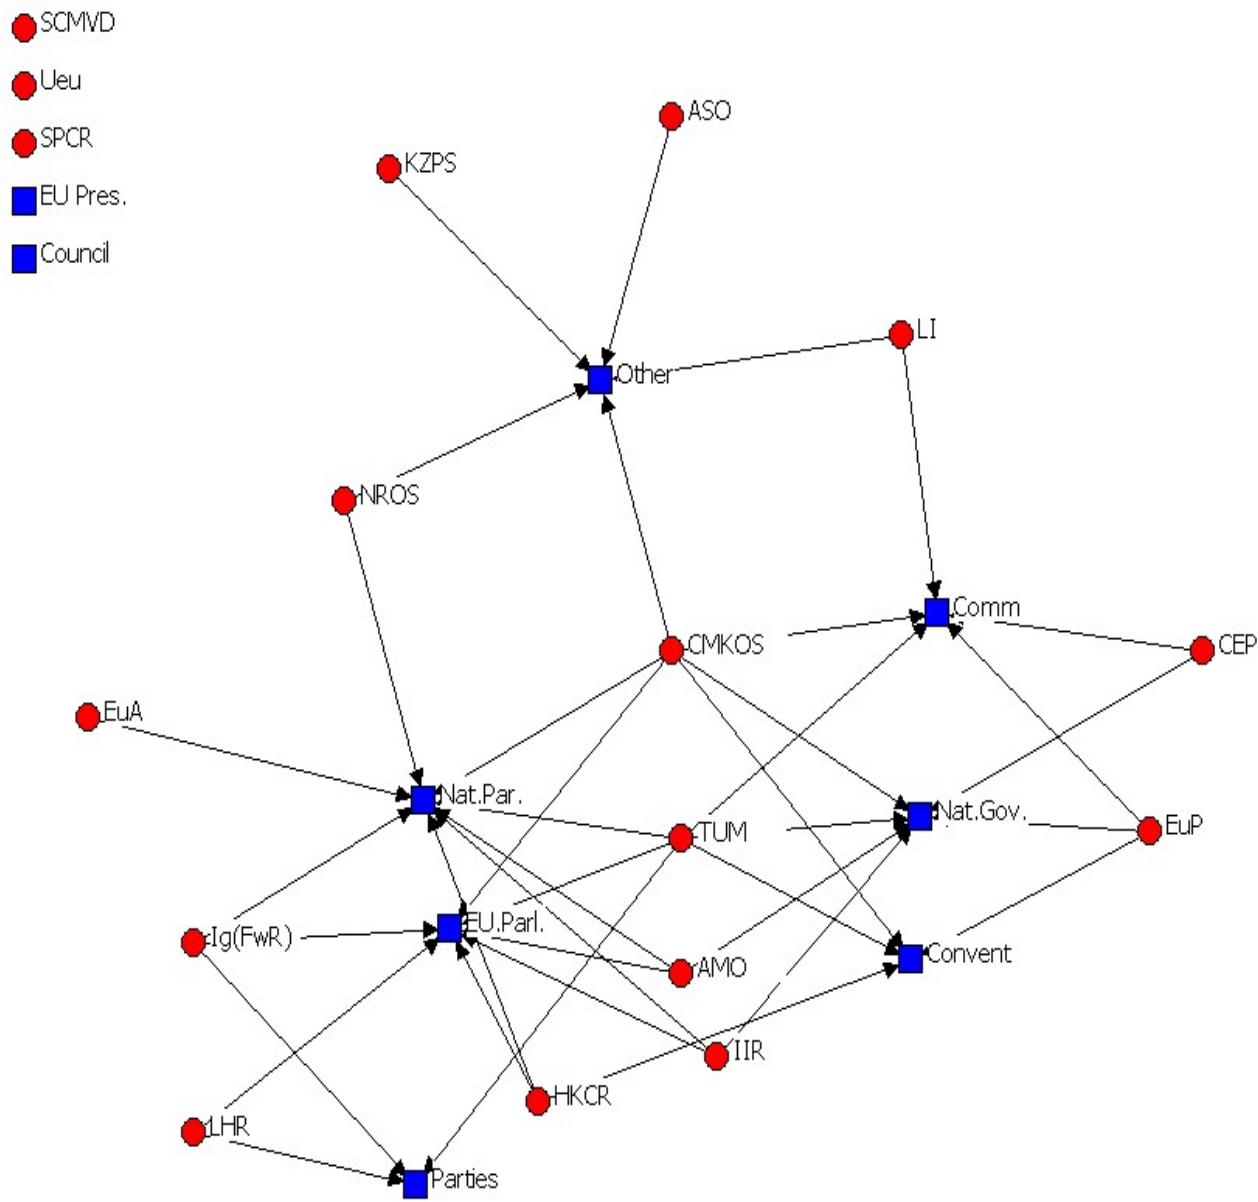 SCMVD
Ueu
SPCR
EU Pres.
Council
ASO
KZPS
LI
Other
NROS
Comm
CMKOS
CEP
EuA
Nat.Par.
Nat.Gov.
TUM
EuP
EU.Parl.
Ig(FwR)
Convent
AMO
IIR
HKCR
LHR
Parties